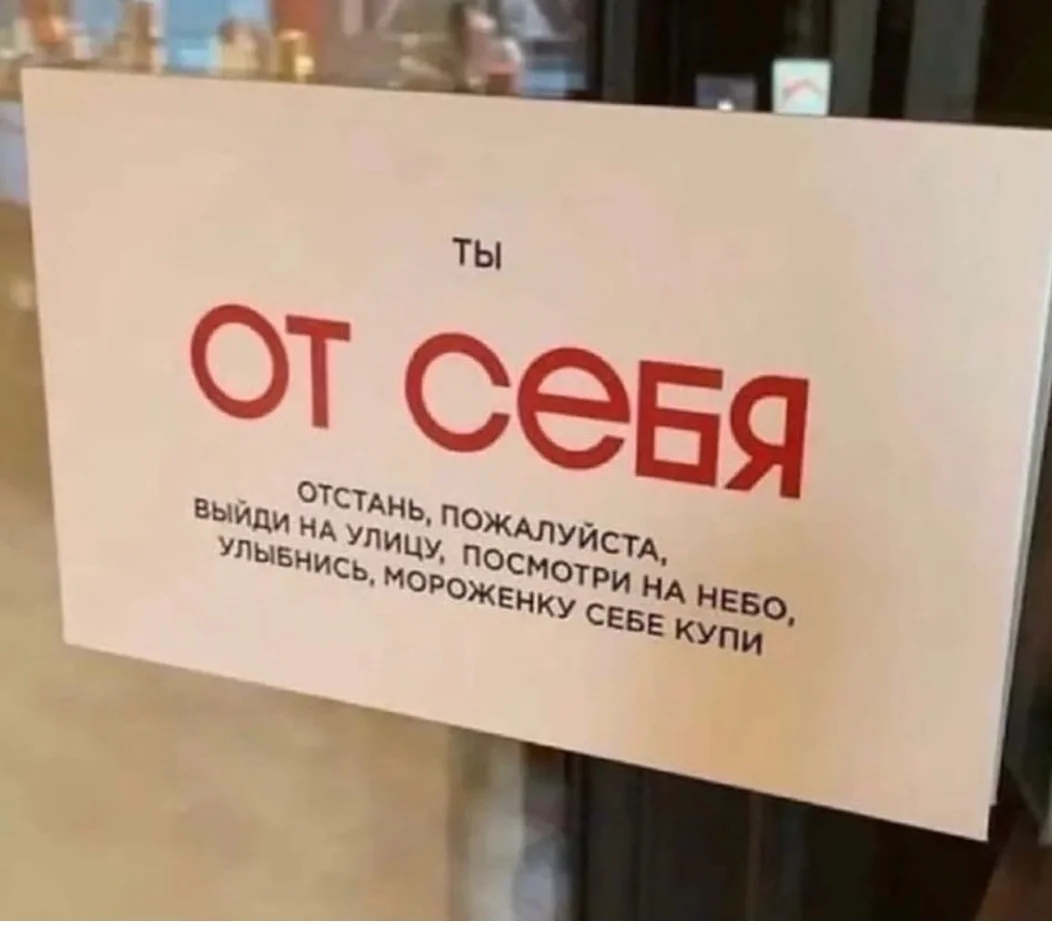 ТЫ
ОТ СЕБЯ
ОТСТАНЬ, ПОЖАЛУЙСТА,
ВЫЙДИ НА УЛИЦУ, ПОСМОТРИ НА НЕБО,
УЛЫБНИСЬ, МОРОЖЕНКУ СЕБЕ КУПИ